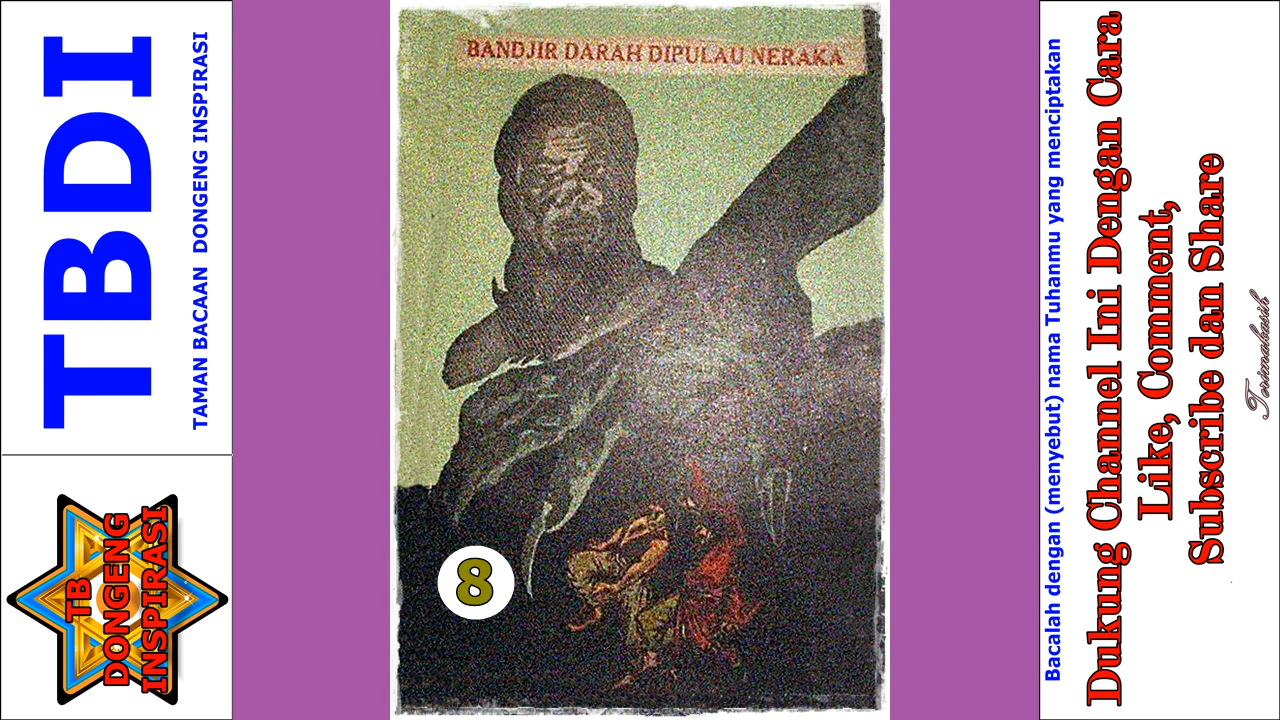 TBDI
TAMAN BACAAN DONGENG INSPIRASI
TB
DONGENG
INSPIRASI
BANDJIR DARAH DIPULAU NERAKA
8
Bacalah dengan (menyebut) nama Tuhanmu yang menciptakan
Dukung Channel Ini Dengan Cara
Like, Comment,
Subscribe dan Share
Terimakasih